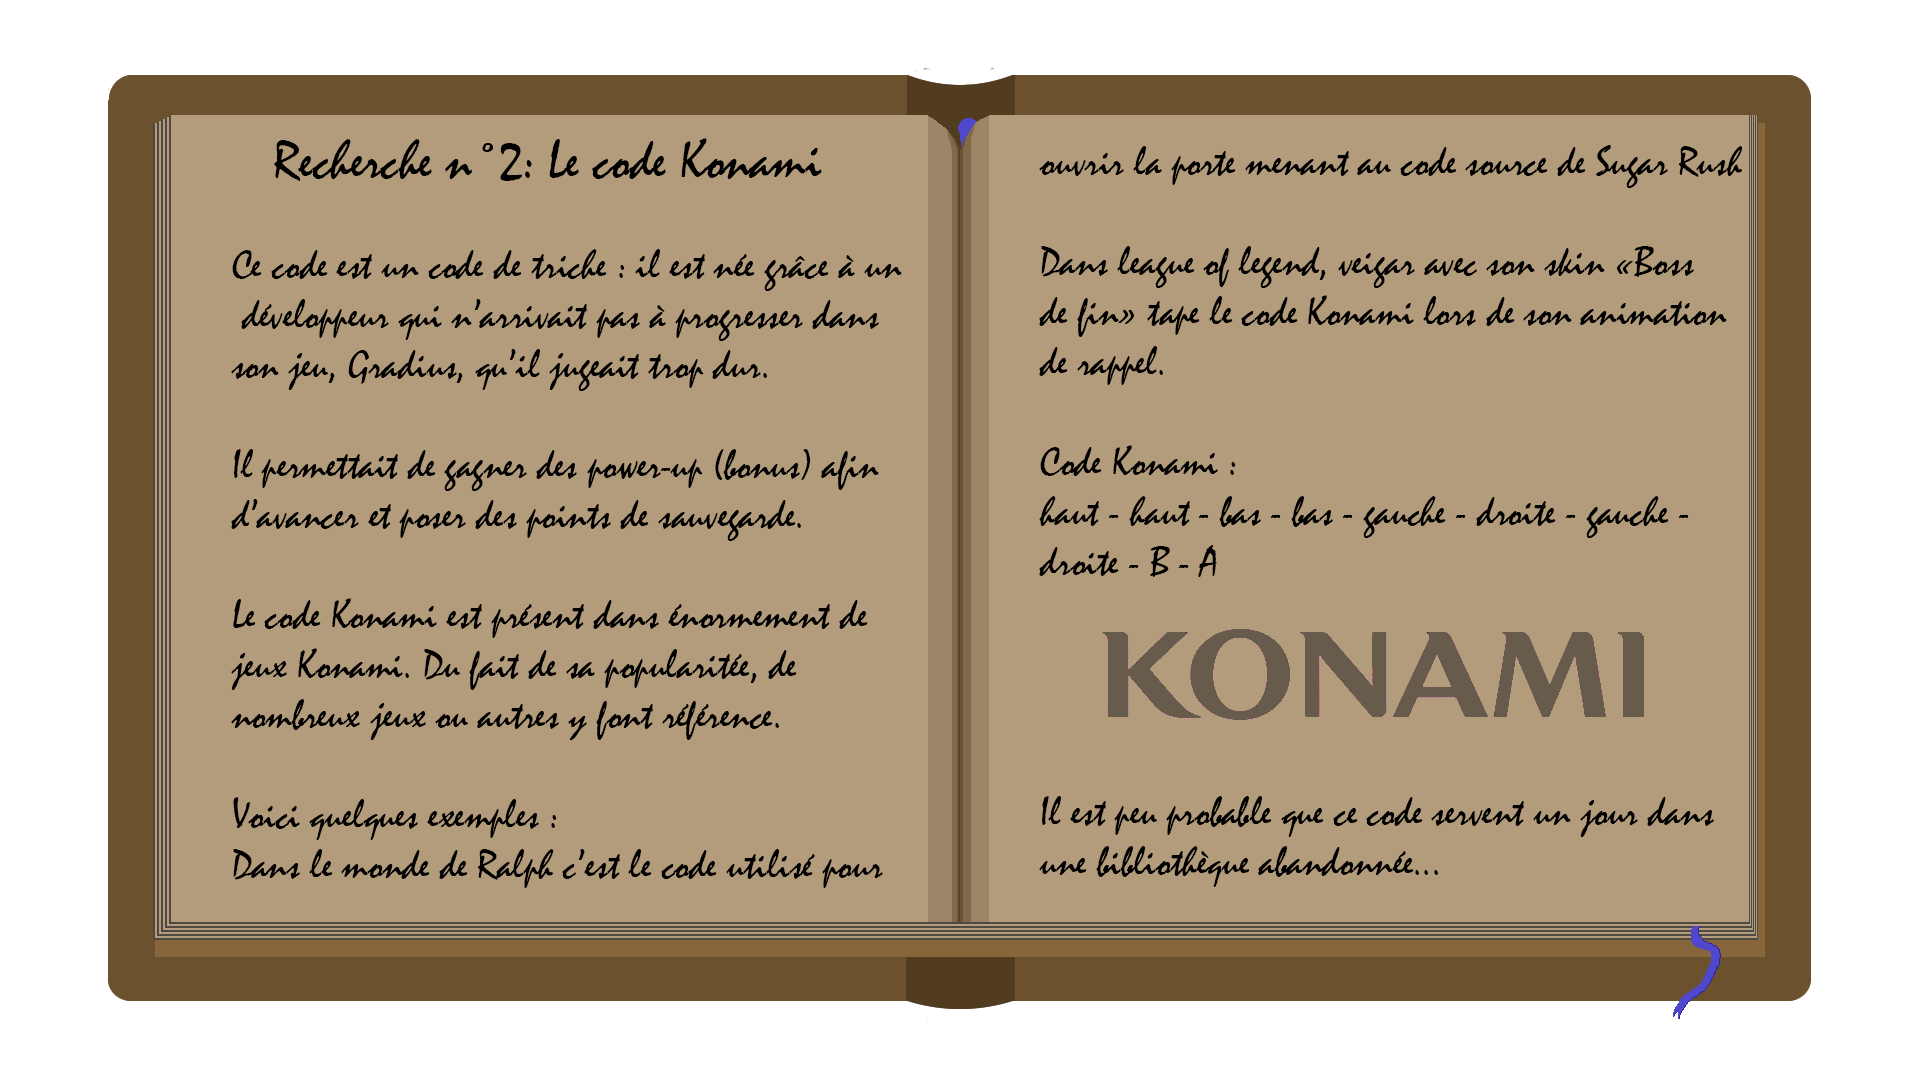 Recherche n°2: Le code Konami
Ce code est un code de triche : il est née grâce à un
développeur qui n'arrivait pas à progresser dans
son jeu, Gradius, qu'il jugeait trop dur.
Il permettait de gagner des power-up (bonus) afin
d'avancer et poser des points de sauvegarde.
Le code Konami est présent dans énormement de
jeux Konami. Du fait de sa popularitée, de
nombreux jeux ou autres y font référence.
Voici quelques exemples :
Dans le monde de Ralph c'est le code utilisé pour
ouvrir la porte menant au code source de Sugar Rush
Dans league of legend, veigar avec son skin «Boss
de fin» tape le code Konami lors de son animation
de rappel.
Code Konami :
haut - haut - bas - bas - gauche - droite - gauche -
droite - B - A
KONAMI
Il est peu probable que ce code servent un jour dans
une bibliothèque abandonnée...